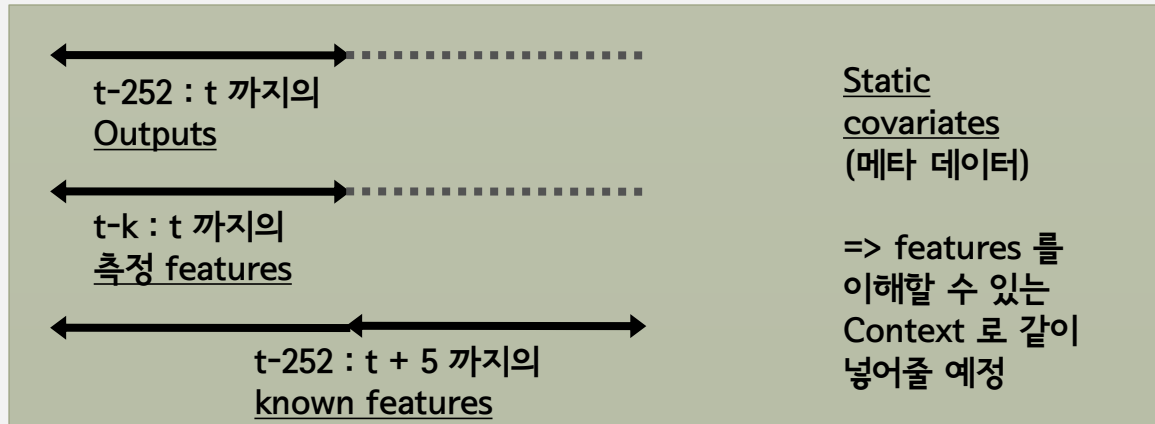 t-252 : t 까지의
Outputs
t-k : t 까지의
측정 features
t-252 : t + 5 까지의
known features
Static
covariates
(메타 데이터)
=> features 를
이해할 수 있는
Context 로 같이
넣어줄 예정